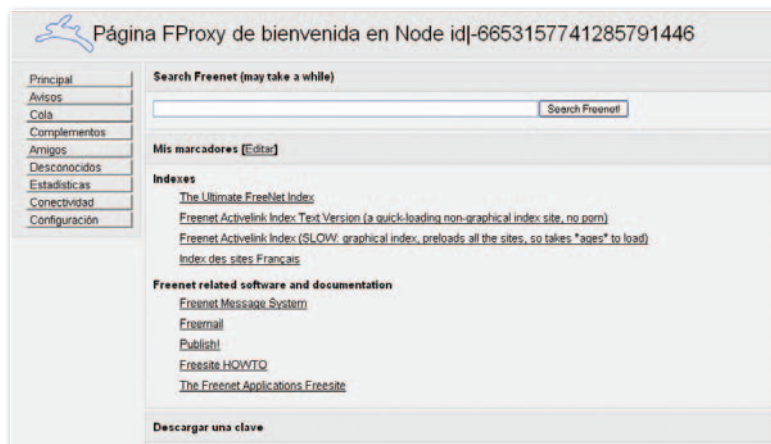 Página FProxy de bienvenida en Node id|-6653157741285791446
Principal
Avisos
Cola
Complementos
Amigos
Desconocidos
Estadísticas
Conectividad
Configuración
Search Freenet (may take a while)
Search Freenet!
Mis marcadores [Editar]
Indexes
The Ultimate FreeNet Index
Freenet Activelink Index Text Version (a quick-loading non-graphical index site, no porn)
Freenet Activelink Index (SLOW: graphical index, preloads all the sites, so takes *ages* to load)
Index des sites Français
Freenet related software and documentation
Freenet Message System
Freemail
Publish!
Freesite HOWTO
The Freenet Applications Freesite
Descargar una clave